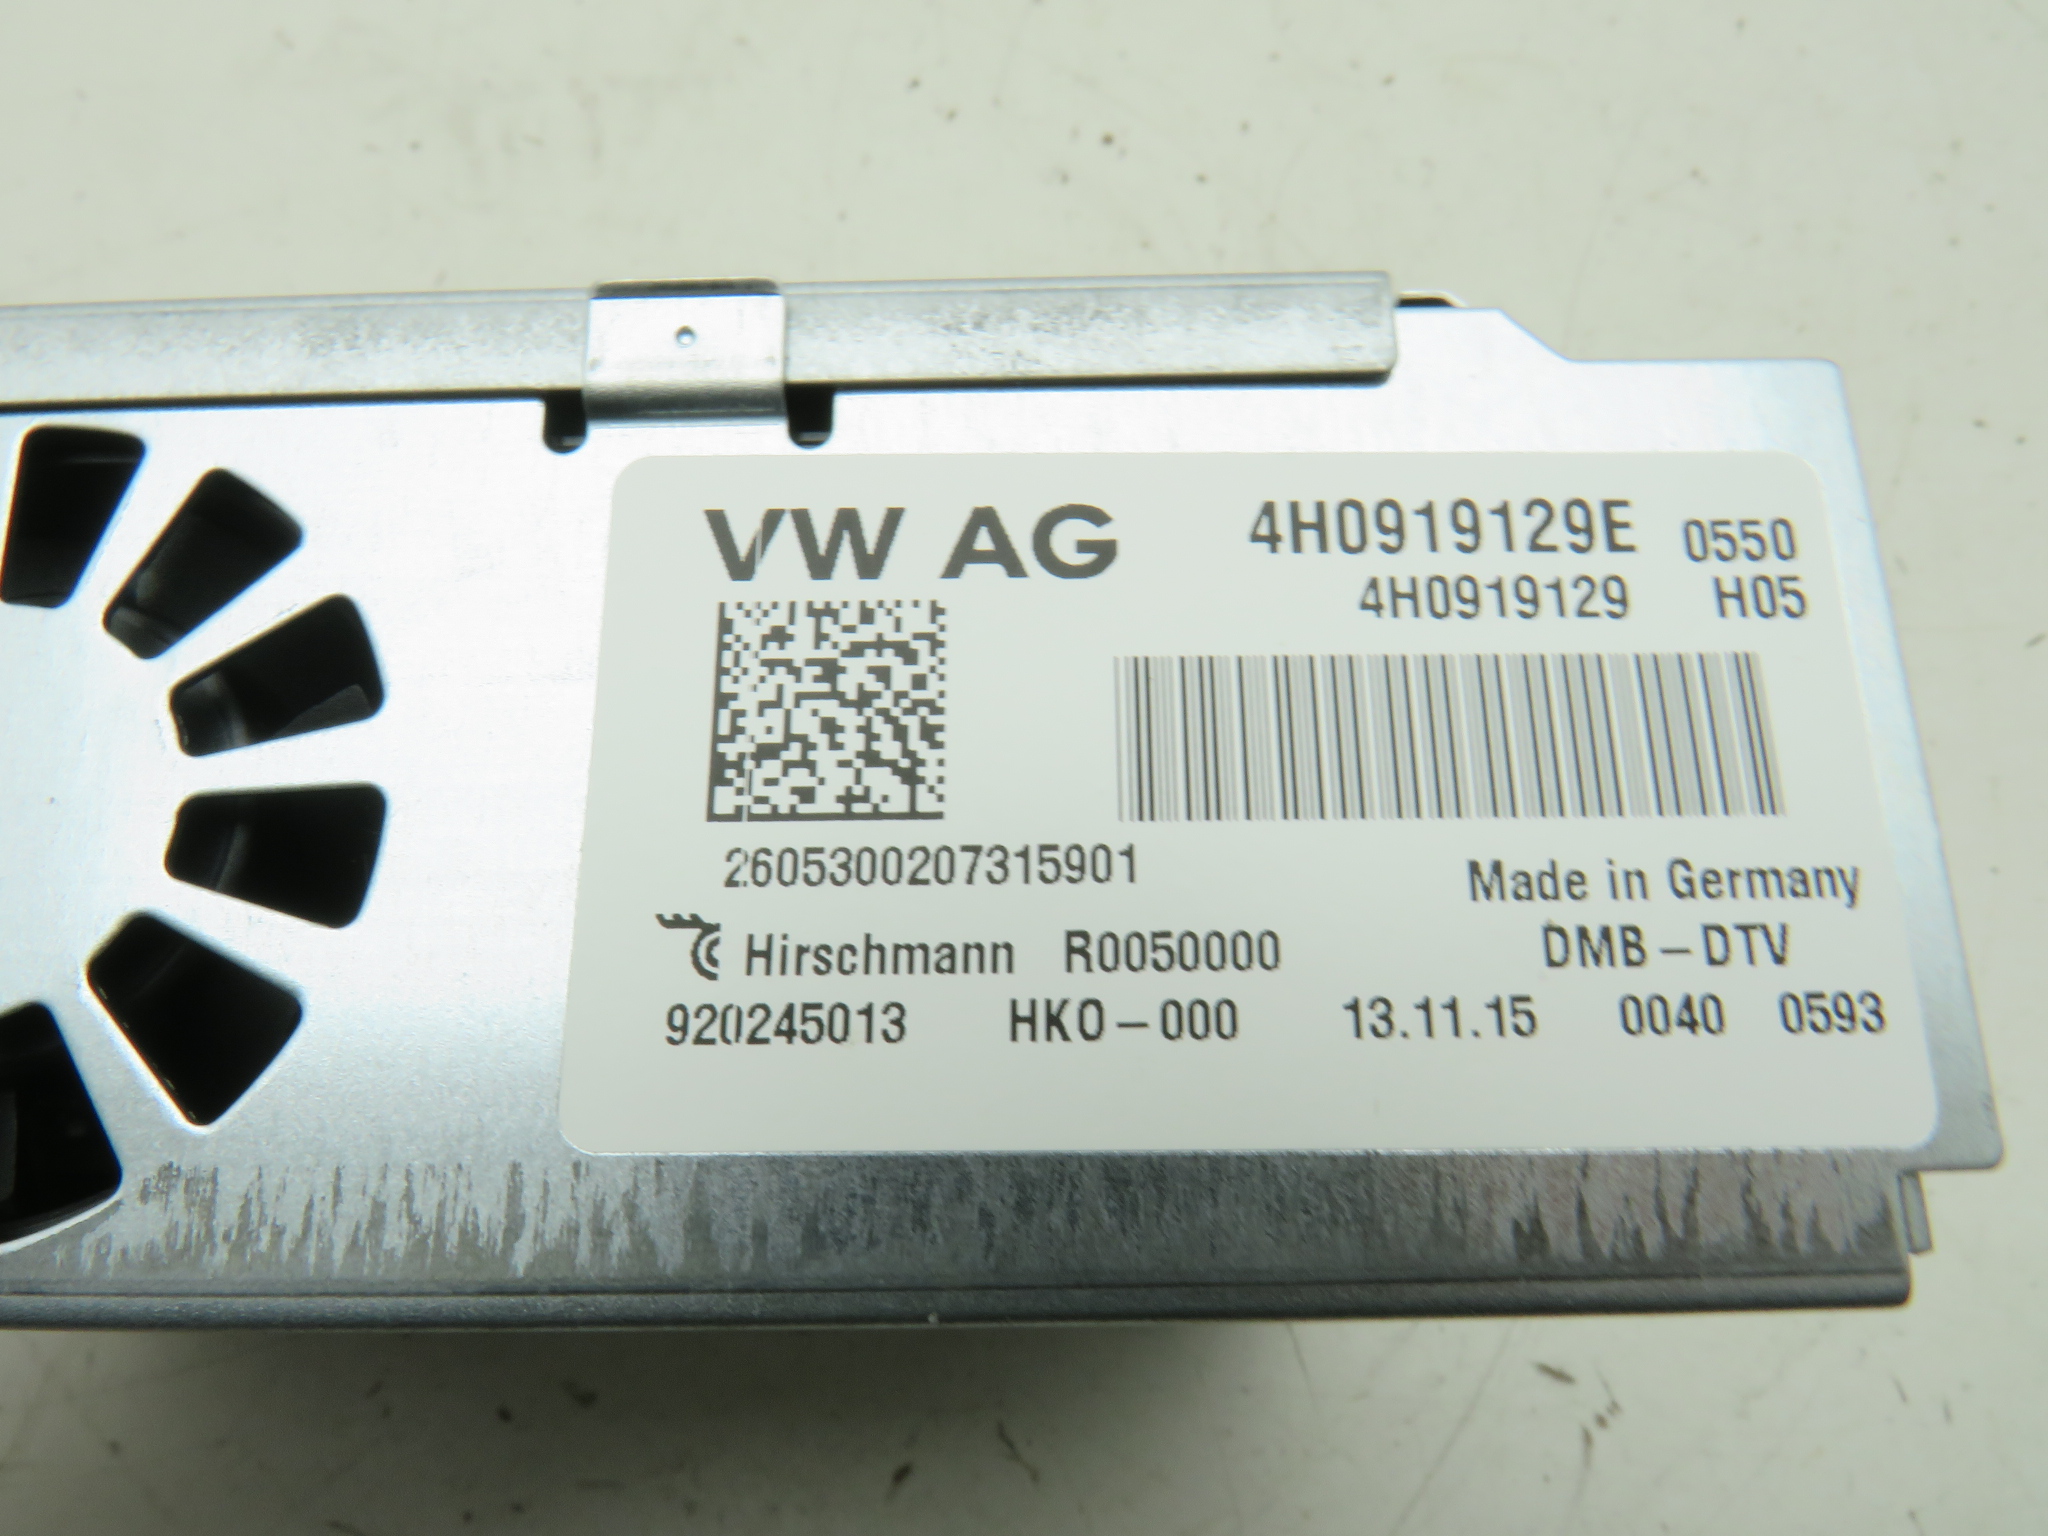 VW AG 4H0919129E 0550
4H0919129 H05
2605300207315901
Made in Germany
Hirschmann R0050000 DMB-DTV
920245013 HK0-000 13.11.15 0040 0593